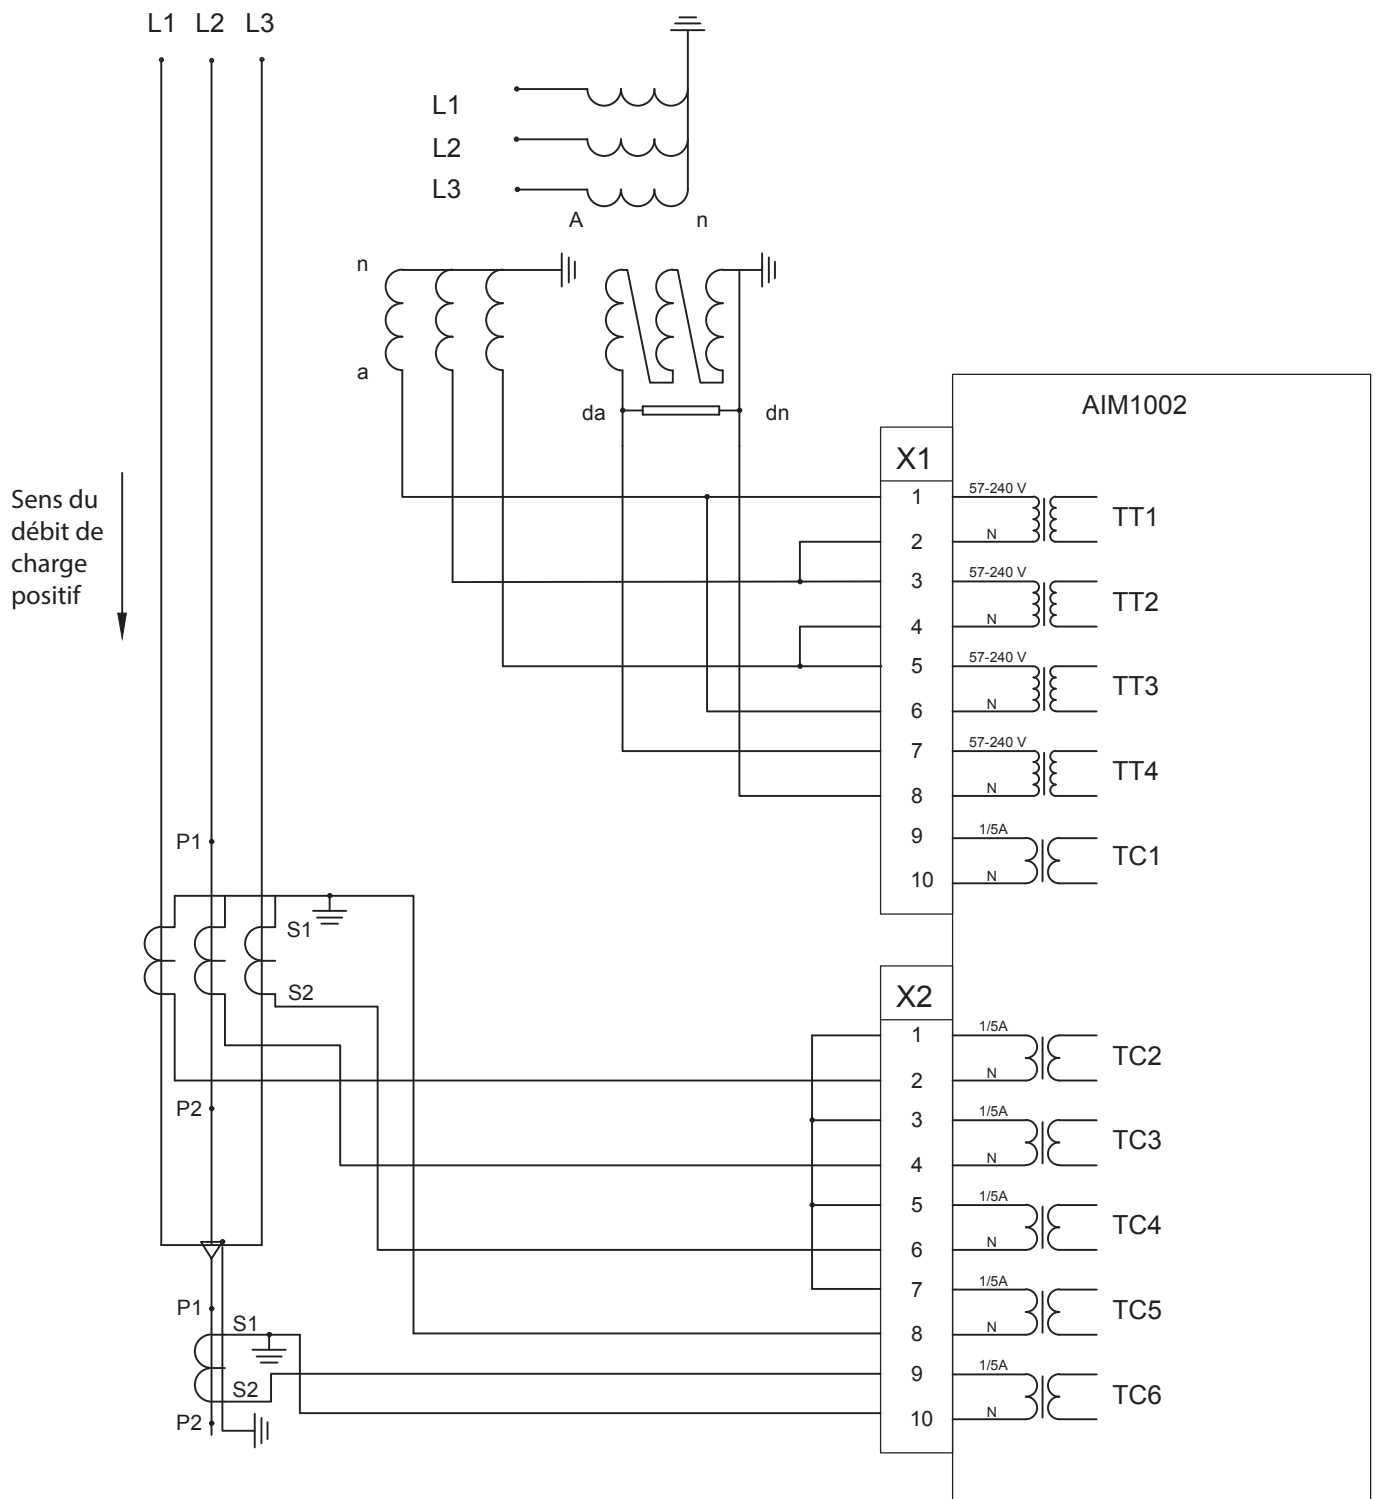 L1 L2 L3
L1
L2
L3
A n
n
a
da dn
AIM1002
X1
Sens du
débit de
charge
positif
1 57-240 V
TT1
2 N
3 57-240 V
TT2
4 N
5 57-240 V
TT3
6 N
7 57-240 V
TT4
8 N
9 1/5A
TC1
10 N
P1
S1
S2
X2
1 1/5A
TC2
2 N
P2
3 1/5A
TC3
4 N
5 1/5A
TC4
6 N
7 1/5A
TC5
8 N
P1
S1
9 1/5A
TC6
10 N
S2
P2